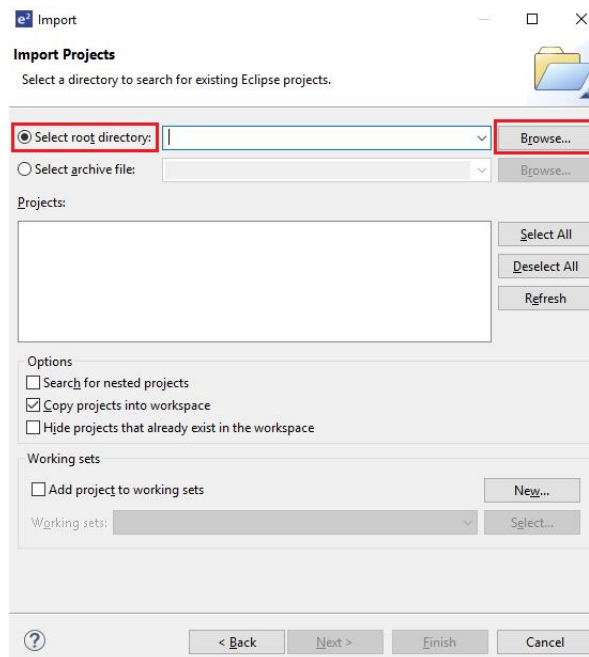 e² Import
Import Projects
Select a directory to search for existing Eclipse projects.
Select root directory: Browse...
Select archive file: Browse...
Projects:
Select All
Deselect All
Refresh
Options
Search for nested projects
Copy projects into workspace
Hide projects that already exist in the workspace
Working sets
Add project to working sets New...
Working sets: Select...
? < Back Next > Finish Cancel